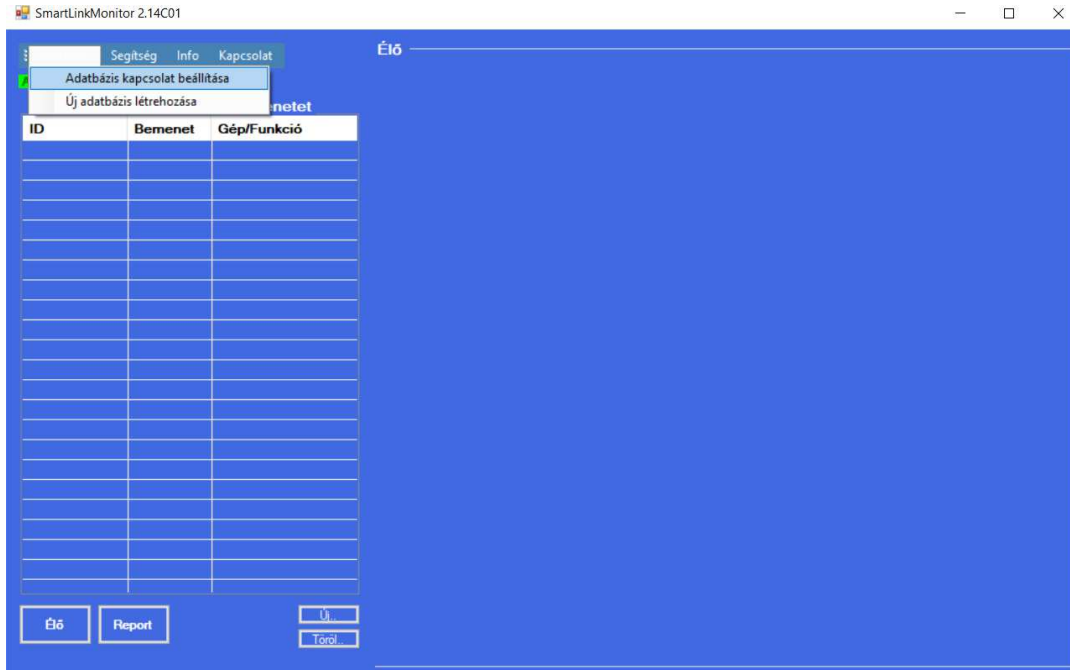 SmartLinkMonitor 2.14C01
Segítség Info Kapcsolat
Élő
Adatbázis kapcsolat beállítása
Új adatbázis létrehozása
ID Bemenet Gép/Funkció
Élő
Report
Új..
Töröl..